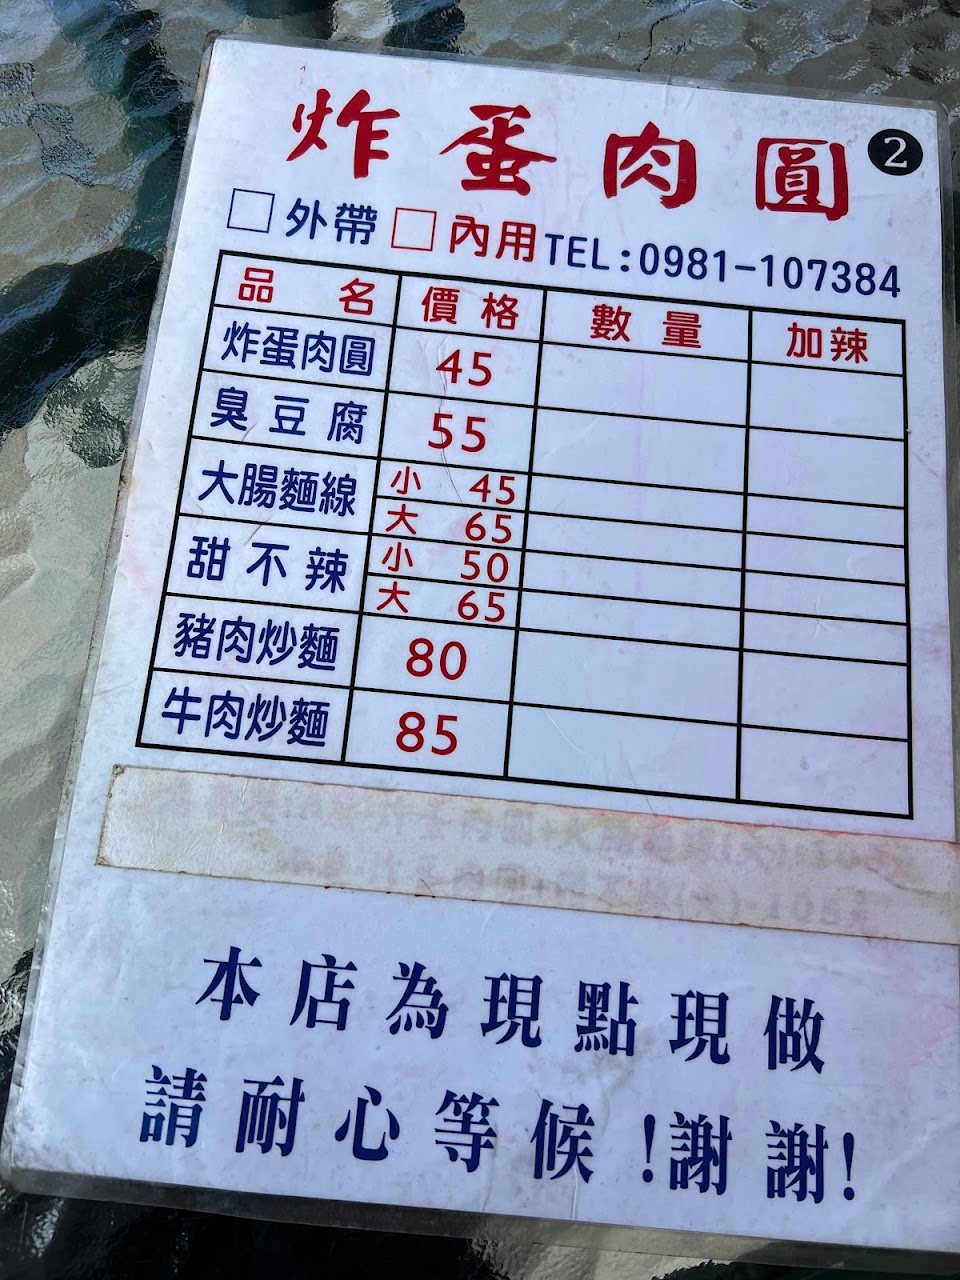 炸蛋肉圓 2
□外帶 □內用 TEL:0981-107384
品名 價格 數量 加辣
炸蛋肉圓 45
臭豆腐 55
大腸麵線 小 45
大 65
甜不辣 小 50
大 65
豬肉炒麵 80
牛肉炒麵 85
本店為現點現做
請耐心等候!謝謝!